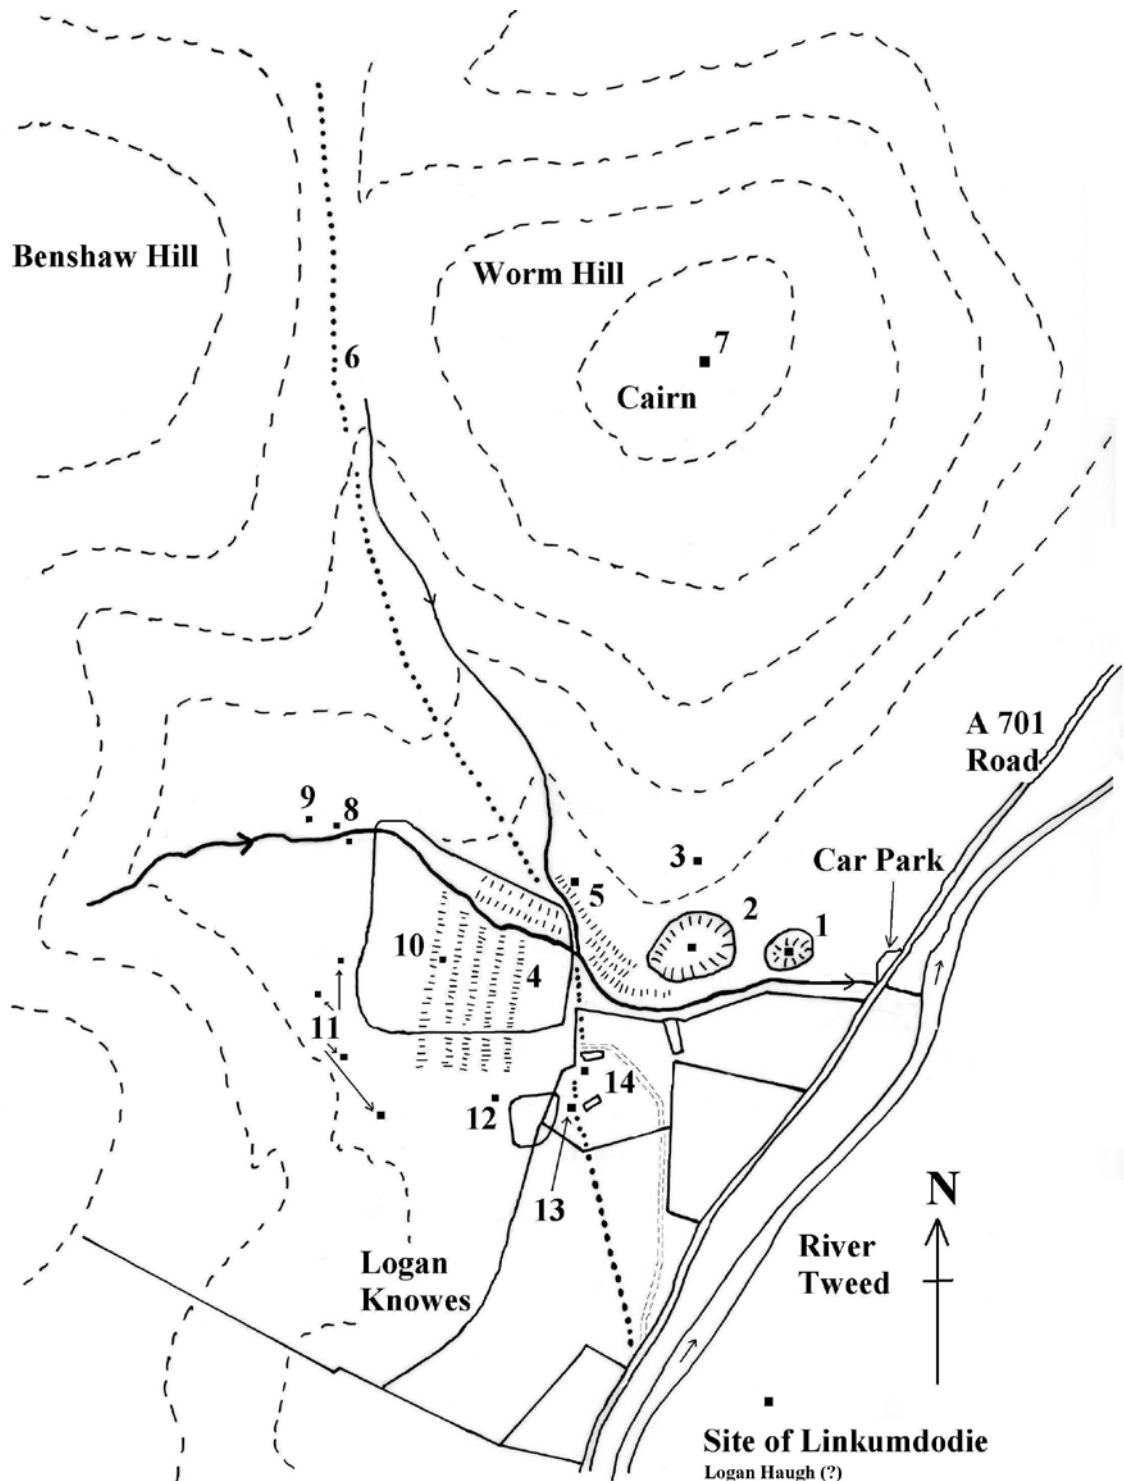 Benshaw Hill
Worm Hill
7
6
Cairn
A 701
Road
9
8
Car Park
3
5
2
1
10
4
11
14
12
13
N
River
Tweed
Logan
Knowes
Site of Linkumdodie
Logan Haugh (?)